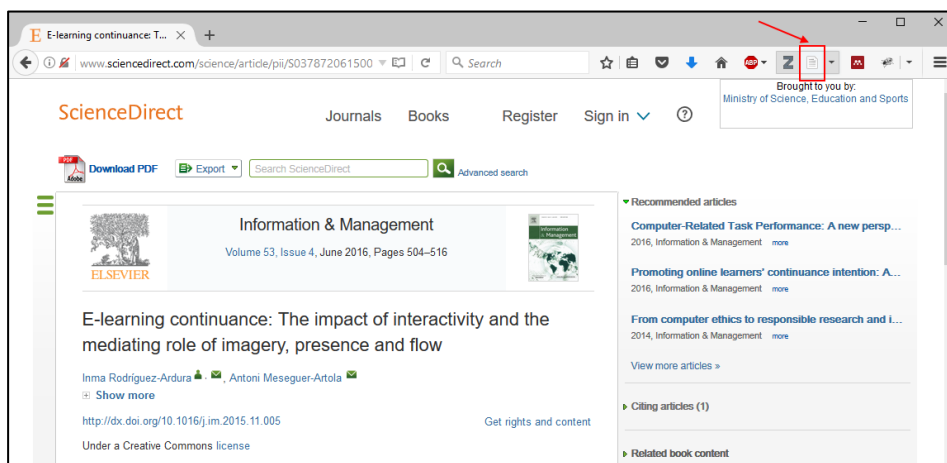 E-learning continuance: T...
www.sciencedirect.com/science/article/pii/S037872061500
Search
ABP
Z
Brought to you by:
Ministry of Science, Education and Sports
ScienceDirect
Journals
Books
Register
Sign in
?
PDF
Adobe
Download PDF
Export
Search ScienceDirect
Advanced search
Information & Management
Volume 53, Issue 4, June 2016, Pages 504–516
ELSEVIER
Information & Management
E-learning continuance: The impact of interactivity and the
mediating role of imagery, presence and flow
Inma Rodríguez-Ardura, Antoni Meseguer-Artola
Show more
http://dx.doi.org/10.1016/j.im.2015.11.005
Get rights and content
Under a Creative Commons license
Recommended articles
Computer-Related Task Performance: A new persp...
2016, Information & Management more
Promoting online learners' continuance intention: A...
2016, Information & Management more
From computer ethics to responsible research and i...
2014, Information & Management more
View more articles »
Citing articles (1)
Related book content